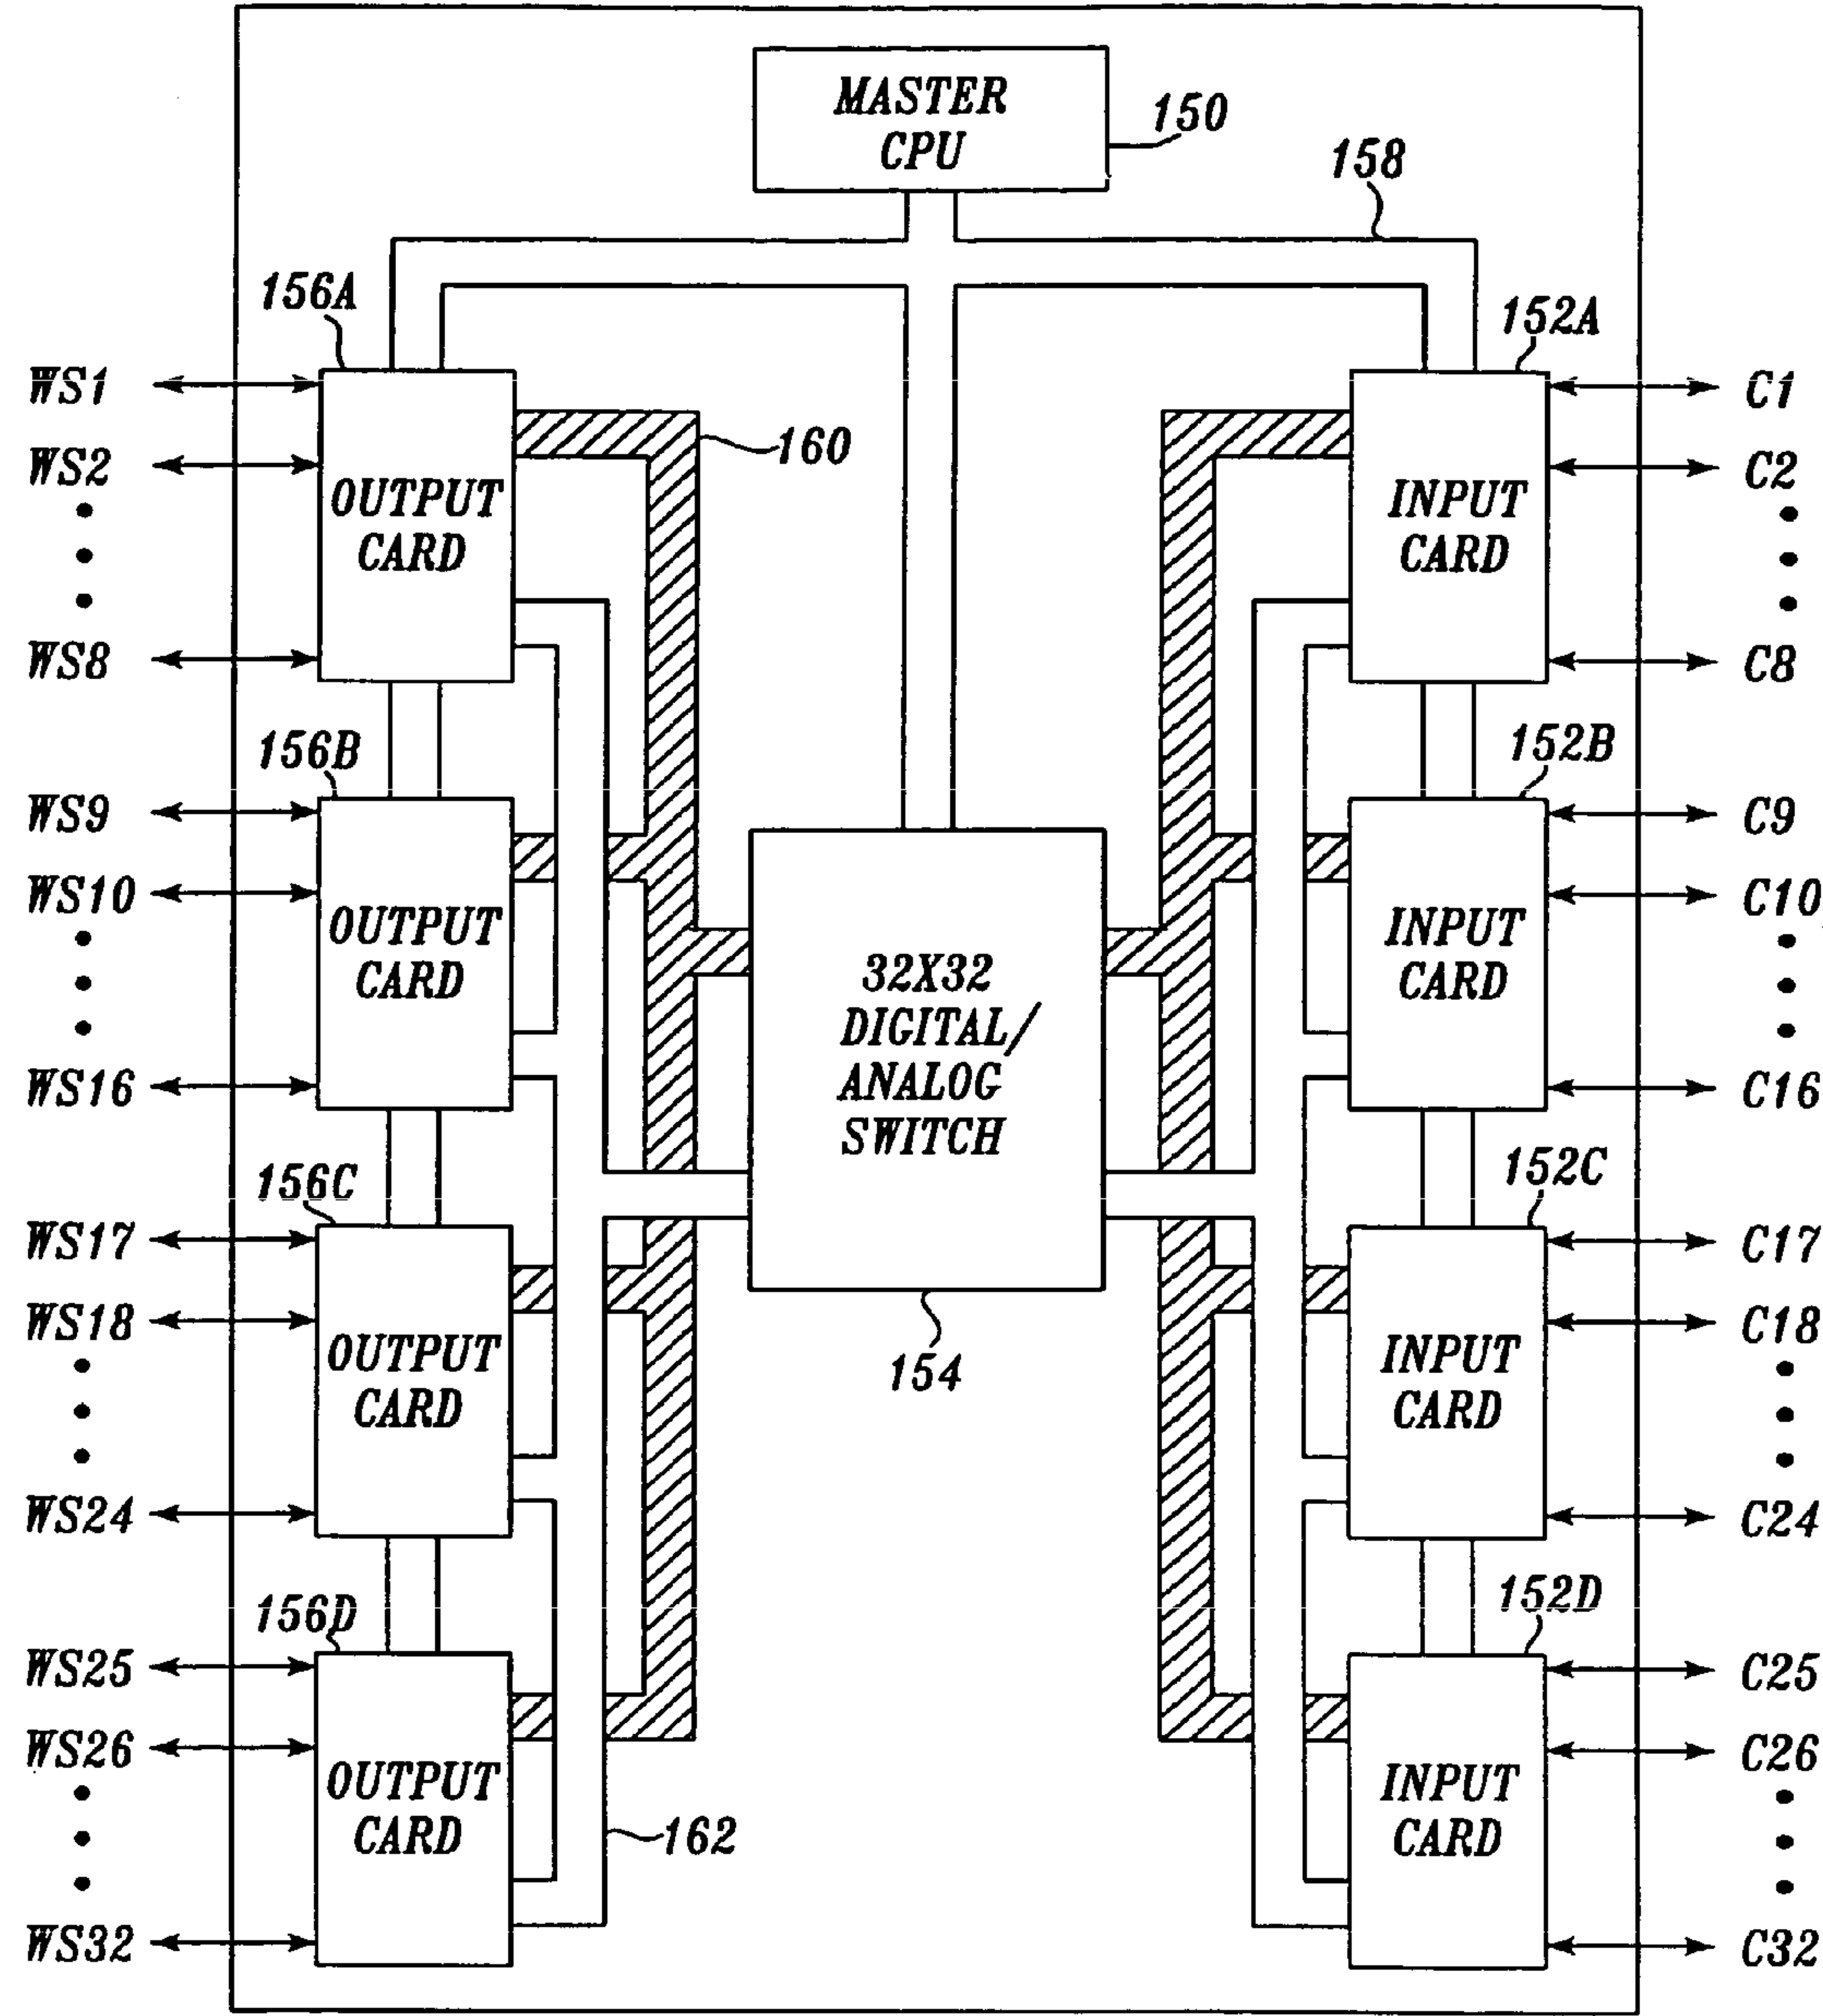 MASTER
CPU
150
158
156A
152A
WS1
C1
WS2
C2
160
OUTPUT
CARD
INPUT
CARD
WS8
C8
156B
152B
WS9
C9
WS10
C10
OUTPUT
CARD
INPUT
CARD
32X32
DIGITAL/
ANALOG
SWITCH
WS16
C16
156C
152C
WS17
C17
WS18
C18
154
OUTPUT
CARD
INPUT
CARD
WS24
C24
156D
152D
WS25
C25
WS26
C26
OUTPUT
CARD
INPUT
CARD
162
WS32
C32